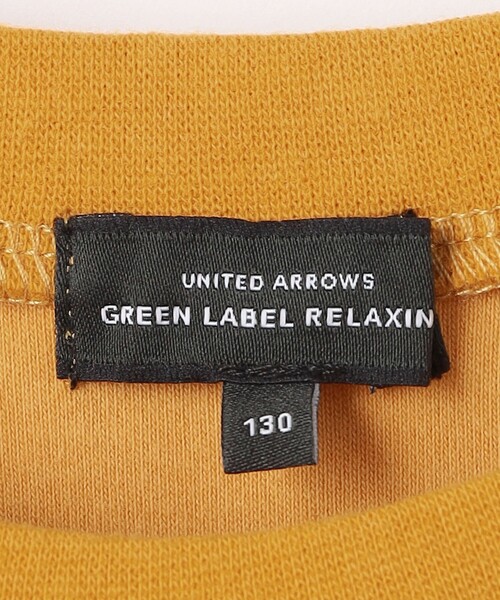 UNITED ARROWS
GREEN LABEL RELAXIN
130